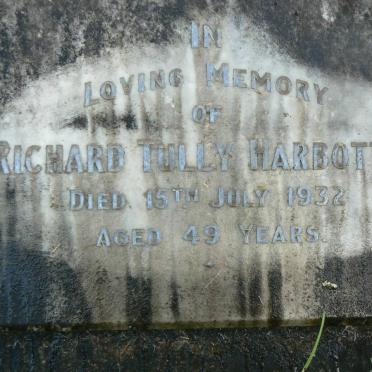 IN
LOVING MEMORY
OF
RICHARD TULLY HARBOTT
DIED 15TH JULY 1932
AGED 49 YEARS.